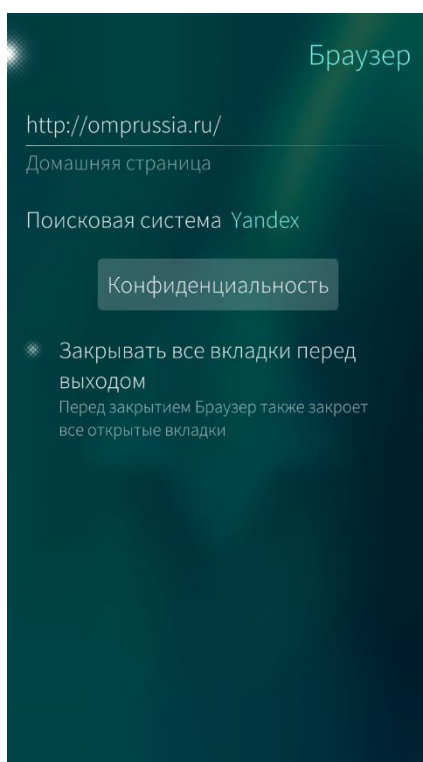 Браузер
http://omprussia.ru/
Домашняя страница
Поисковая система Yandex
Конфиденциальность
Закрывать все вкладки перед
выходом
Перед закрытием Браузер также закроет
все открытые вкладки